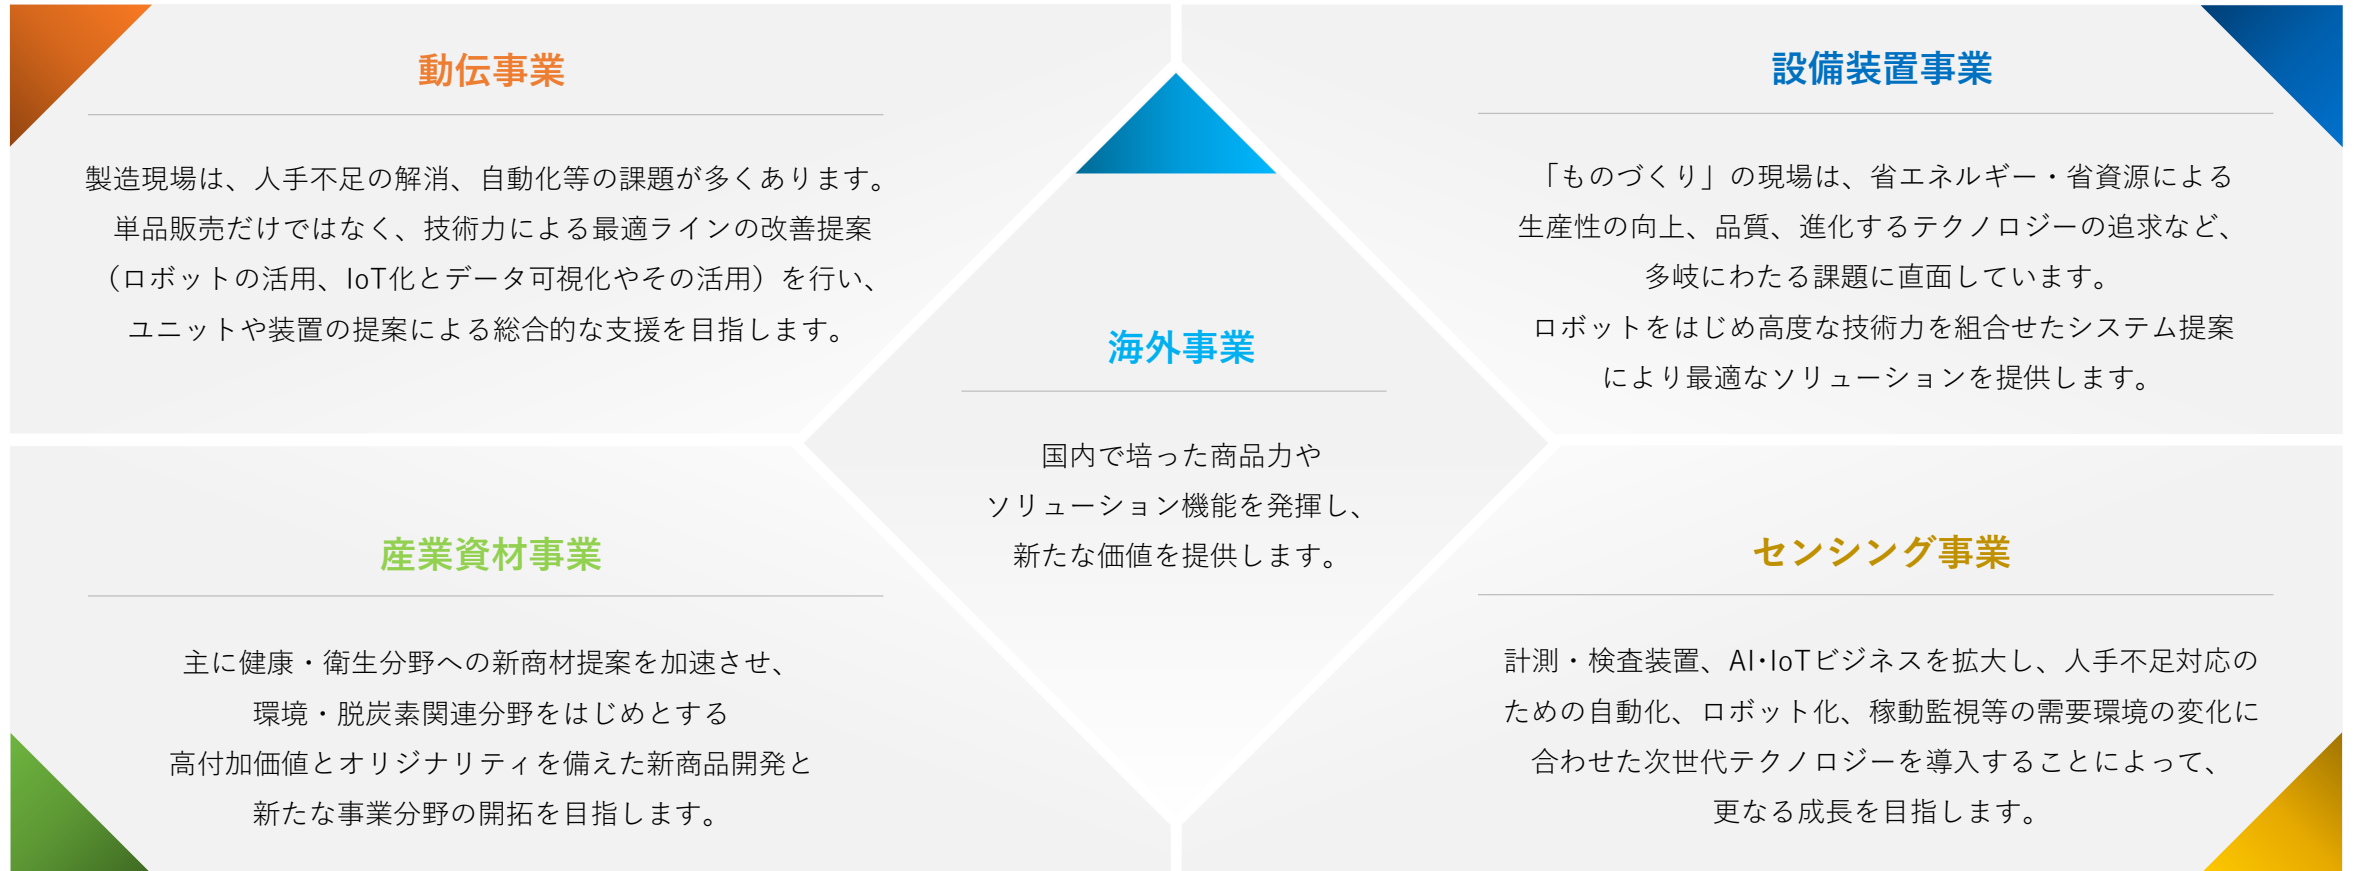 動伝事業
製造現場は、人手不足の解消、自動化等の課題が多くあります。
単品販売だけではなく、技術力による最適ラインの改善提案
（ロボットの活用、IoT化とデータ可視化やその活用）を行い、
ユニットや装置の提案による総合的な支援を目指します。
設備装置事業
「ものづくり」の現場は、省エネルギー・省資源による
生産性の向上、品質、進化するテクノロジーの追求など、
多岐にわたる課題に直面しています。
ロボットをはじめ高度な技術力を組合せたシステム提案
により最適なソリューションを提供します。
海外事業
国内で培った商品力や
ソリューション機能を発揮し、
新たな価値を提供します。
産業資材事業
主に健康・衛生分野への新商材提案を加速させ、
環境・脱炭素関連分野をはじめとする
高付加価値とオリジナリティを備えた新商品開発と
新たな事業分野の開拓を目指します。
センシング事業
計測・検査装置、AI･IoTビジネスを拡大し、人手不足対応の
ための自動化、ロボット化、稼動監視等の需要環境の変化に
合わせた次世代テクノロジーを導入することによって、
更なる成長を目指します。